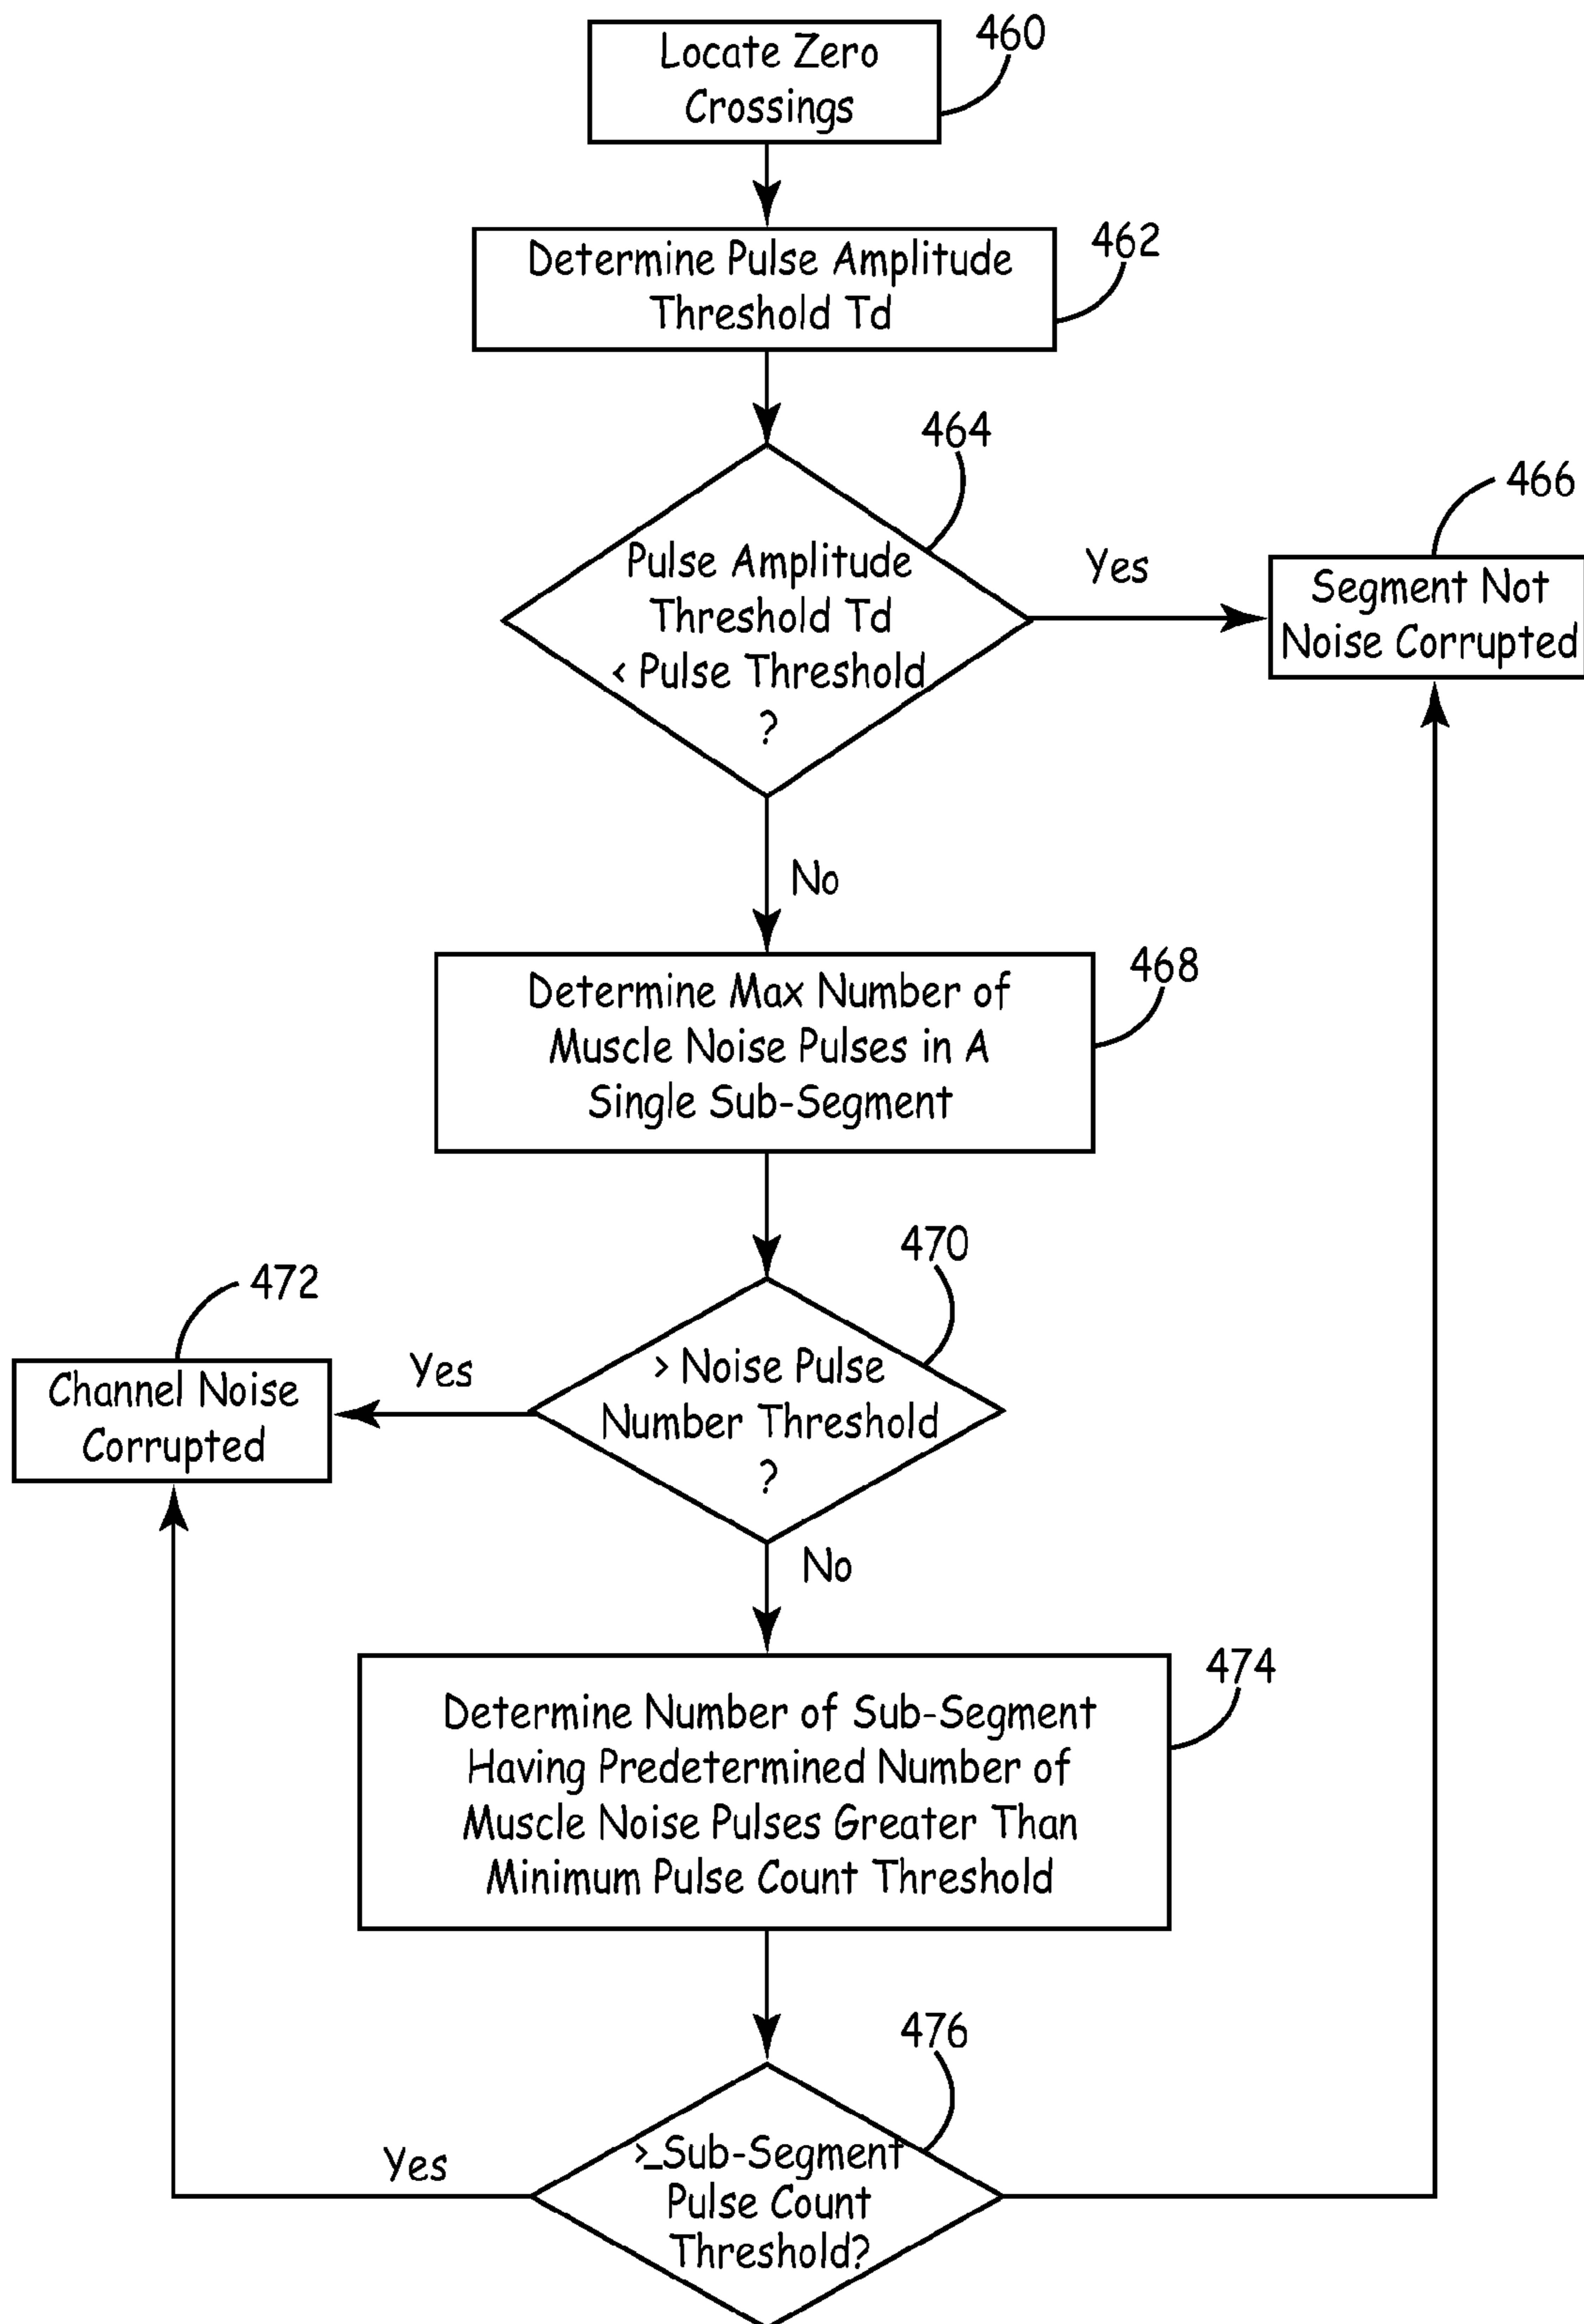 460
Locate Zero
Crossings
462
Determine Pulse Amplitude
Threshold Td
464
466
Pulse Amplitude
Threshold Td
< Pulse Threshold
?
Yes
Segment Not
Noise Corrupted
No
468
Determine Max Number of
Muscle Noise Pulses in A
Single Sub-Segment
470
472
> Noise Pulse
Number Threshold
?
Yes
Channel Noise
Corrupted
No
474
Determine Number of Sub-Segment
Having Predetermined Number of
Muscle Noise Pulses Greater Than
Minimum Pulse Count Threshold
476
Yes
≥ Sub-Segment
Pulse Count
Threshold?